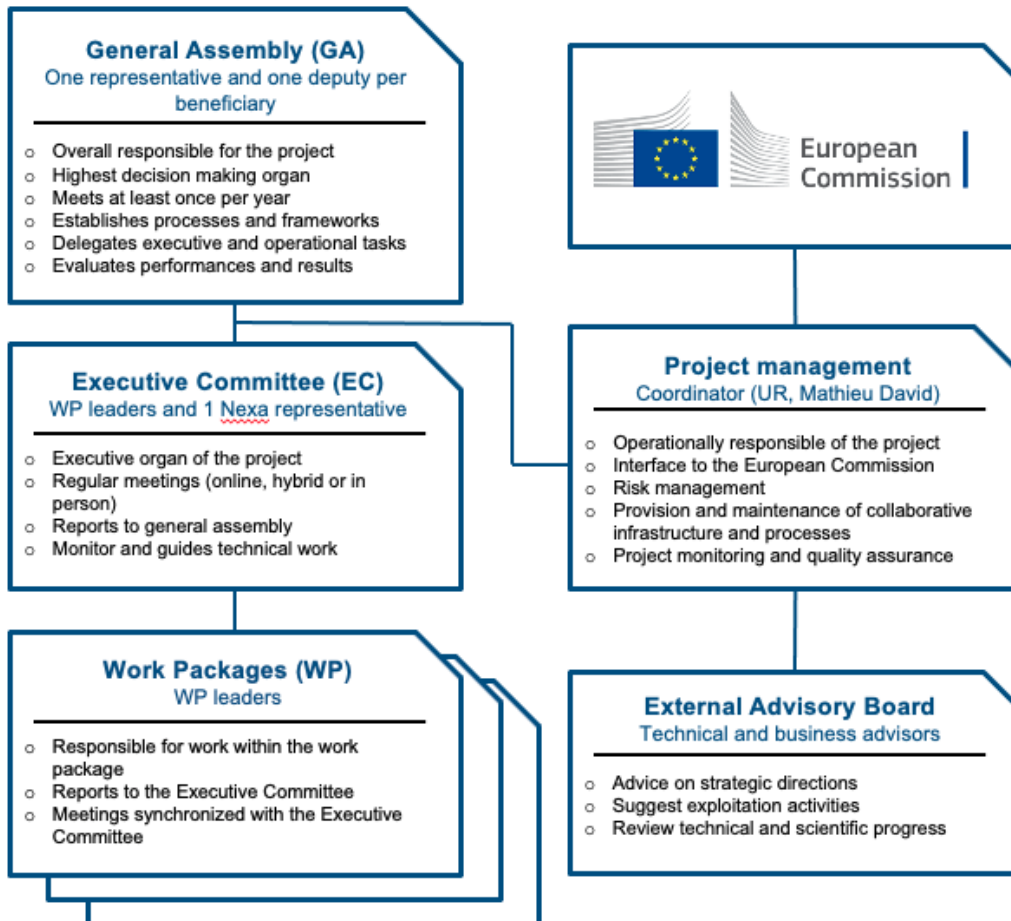 General Assembly (GA)
One representative and one deputy per
beneficiary
o Overall responsible for the project
o Highest decision making organ
o Meets at least once per year
o Establishes processes and frameworks
o Delegates executive and operational tasks
o Evaluates performances and results
European
Commission
Executive Committee (EC)
WP leaders and 1 Nexa representative
o Executive organ of the project
o Regular meetings (online, hybrid or in
person)
o Reports to general assembly
o Monitor and guides technical work
Project management
Coordinator (UR, Mathieu David)
o Operationally responsible of the project
o Interface to the European Commission
o Risk management
o Provision and maintenance of collaborative
infrastructure and processes
o Project monitoring and quality assurance
Work Packages (WP)
WP leaders
o Responsible for work within the work
package
o Reports to the Executive Committee
o Meetings synchronized with the Executive
Committee
External Advisory Board
Technical and business advisors
o Advice on strategic directions
o Suggest exploitation activities
o Review technical and scientific progress